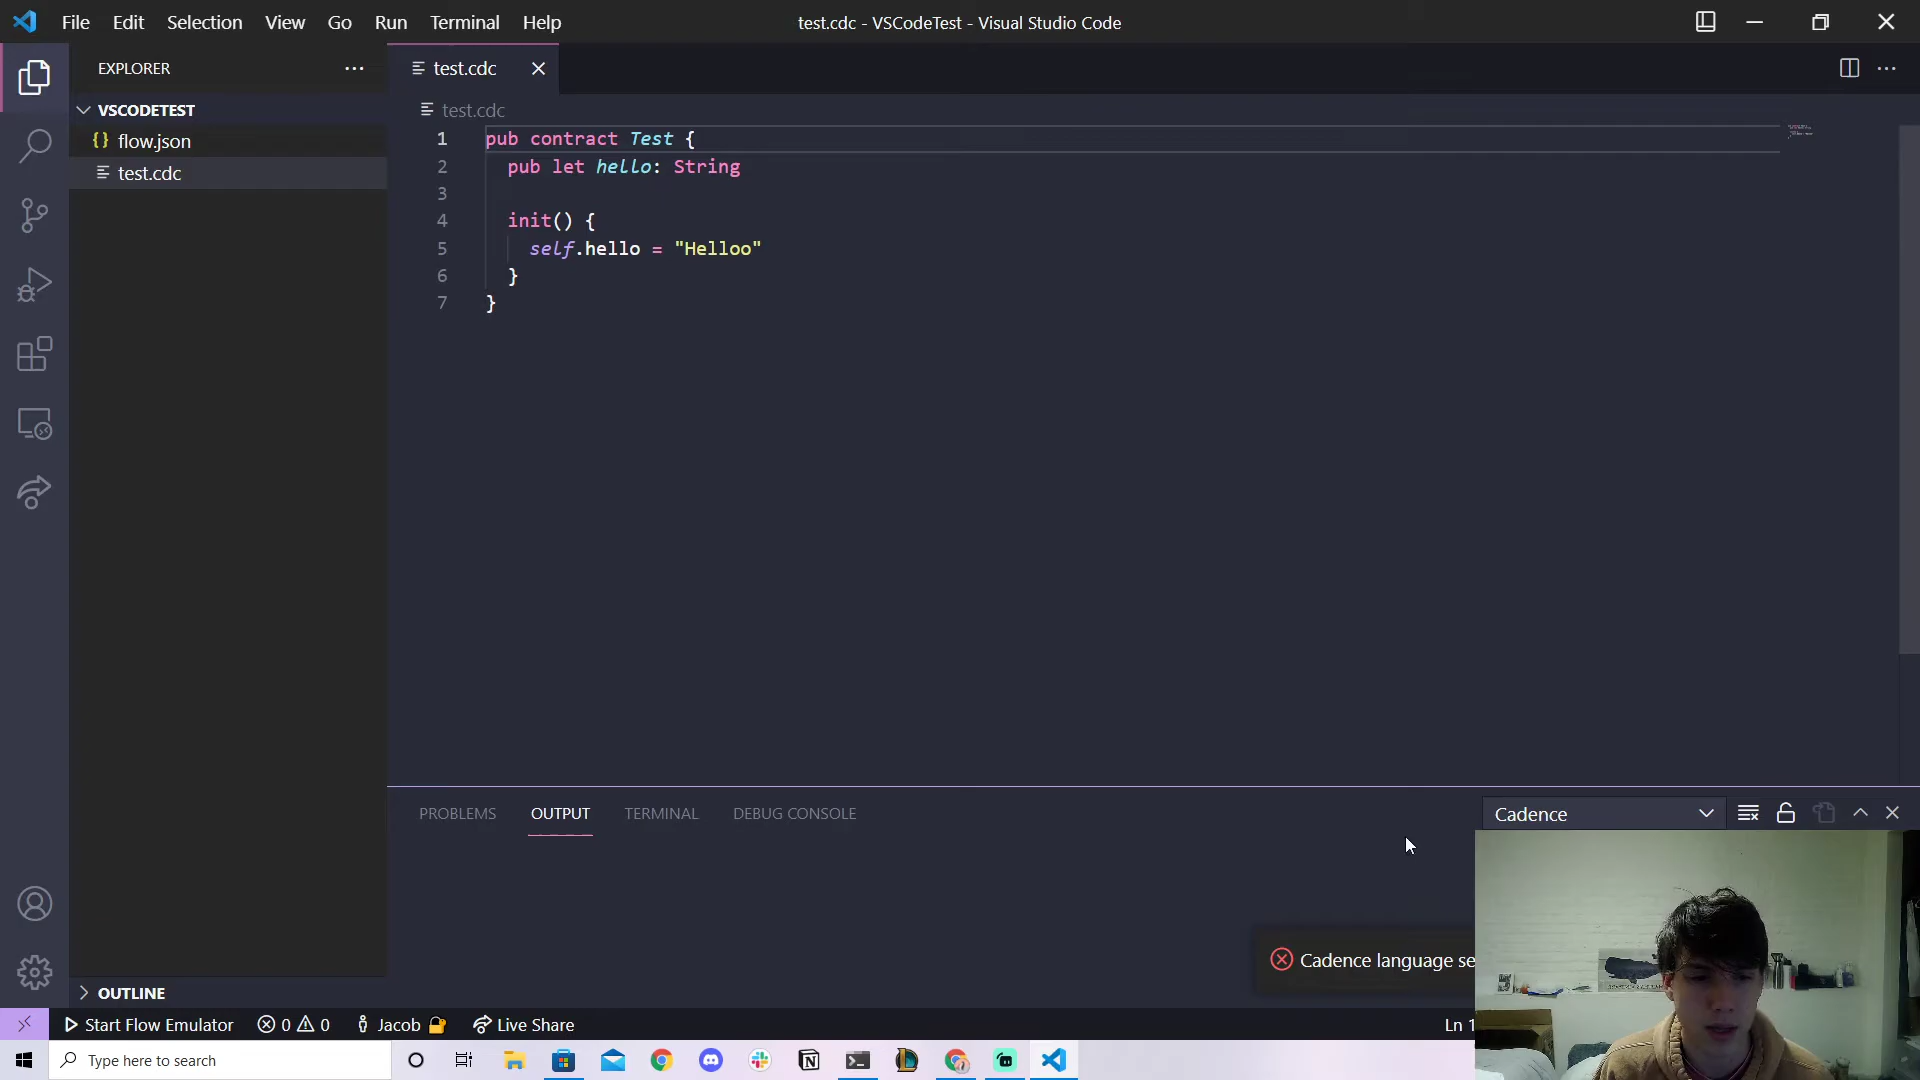 File Edit Selection View Go Run Terminal Help
test.cdc - VSCodeTest - Visual Studio Code
EXPLORER
VSCODETEST
flow.json
test.cdc
test.cdc
test.cdc
1 pub contract Test {
2 pub let hello: String
3
4 init() {
5 self.hello = "Helloo"
6 }
7 }
PROBLEMS OUTPUT TERMINAL DEBUG CONSOLE
Cadence
Cadence language se
OUTLINE
Start Flow Emulator 0 0 Jacob Live Share
Ln 1
Type here to search